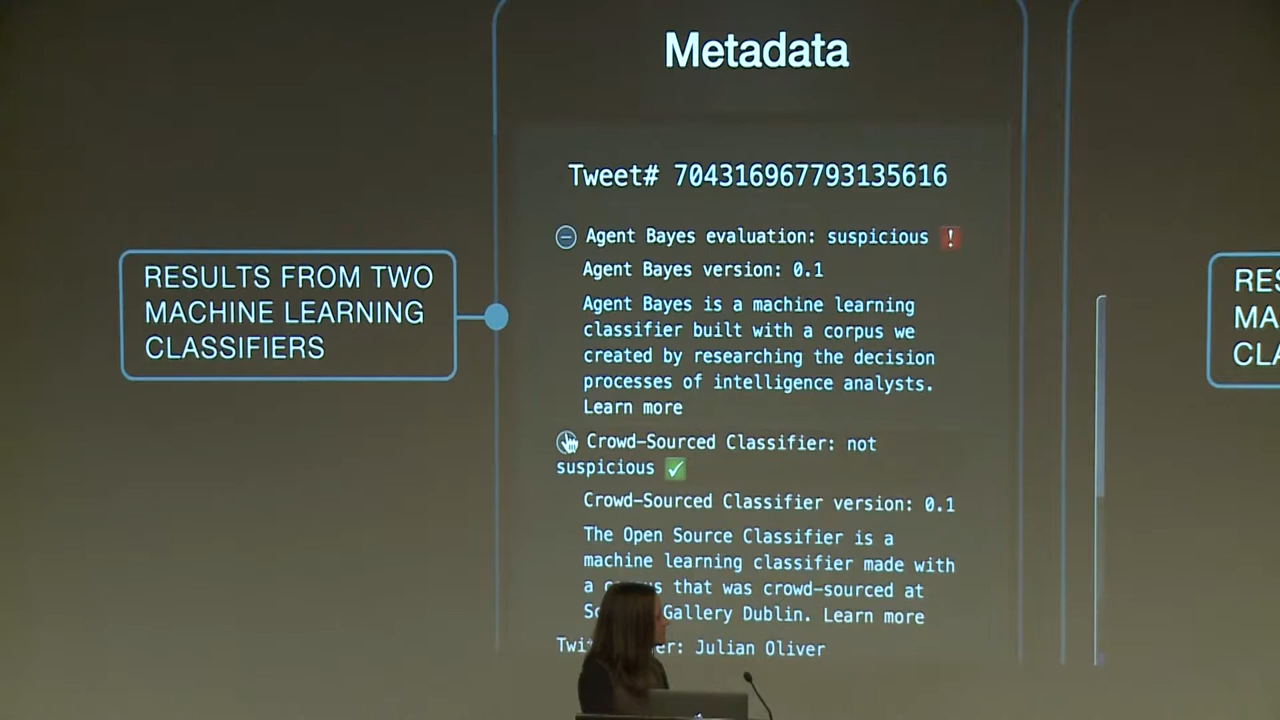 Metadata
Tweet# 704316967793135616
RESULTS FROM TWO
MACHINE LEARNING
CLASSIFIERS
Agent Bayes evaluation: suspicious
Agent Bayes version: 0.1
Agent Bayes is a machine learning
classifier built with a corpus we
created by researching the decision
processes of intelligence analysts.
Learn more
Crowd-Sourced Classifier: not
suspicious
Crowd-Sourced Classifier version: 0.1
The Open Source Classifier is a
machine learning classifier made with
a that was crowd-sourced at
Gallery Dublin. Learn more
Julian Oliver